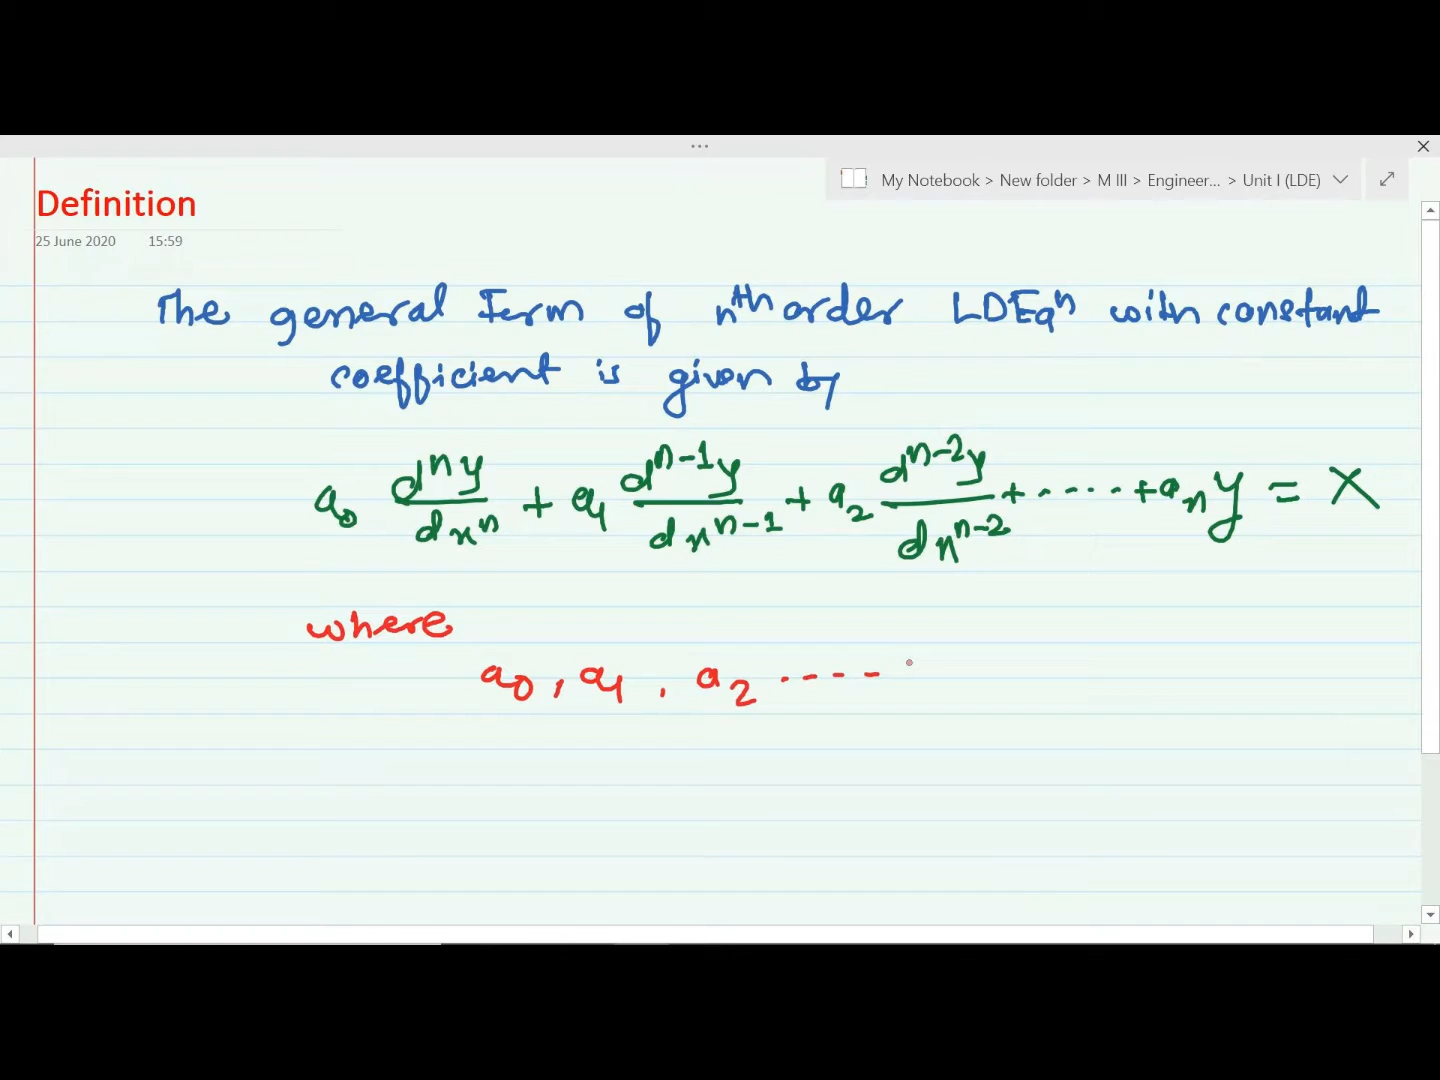 My Notebook > New folder > M III > Engineer... > Unit I (LDE)
Definition
25 June 2020 15:59
The general Form of nth order LDEqn with constant
coefficient is given by
a₀ dⁿy/dxⁿ + a₁ dⁿ⁻¹y/dxⁿ⁻¹ + a₂ dⁿ⁻²y/dxⁿ⁻² + ..... + aₙy = X
where
a₀, a₁, a₂ ----